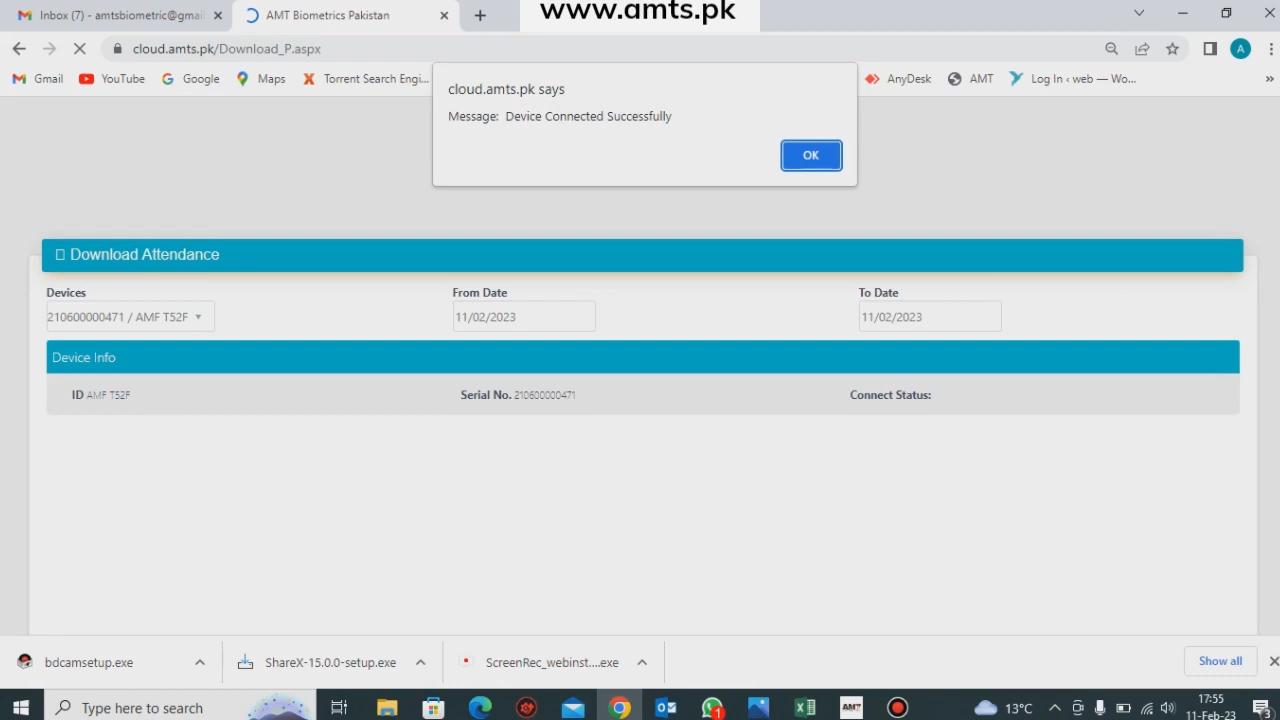 Inbox (7) - amtsbiometric@gmai
AMT Biometrics Pakistan
www.amts.pk
cloud.amts.pk/Download_P.aspx
A
Gmail
YouTube
Google
Maps
Torrent Search Engi...
AnyDesk
AMT
Log In ‹ web — Wo...
»
cloud.amts.pk says
Message: Device Connected Successfully
OK
Download Attendance
Devices
From Date
To Date
210600000471 / AMF T52F
11/02/2023
11/02/2023
Device Info
ID AMF T52F
Serial No. 210600000471
Connect Status:
bdcamsetup.exe
ShareX-15.0.0-setup.exe
ScreenRec_webinst....exe
Show all
Type here to search
1
AMT
13°C
17:55
11-Feb-23
2